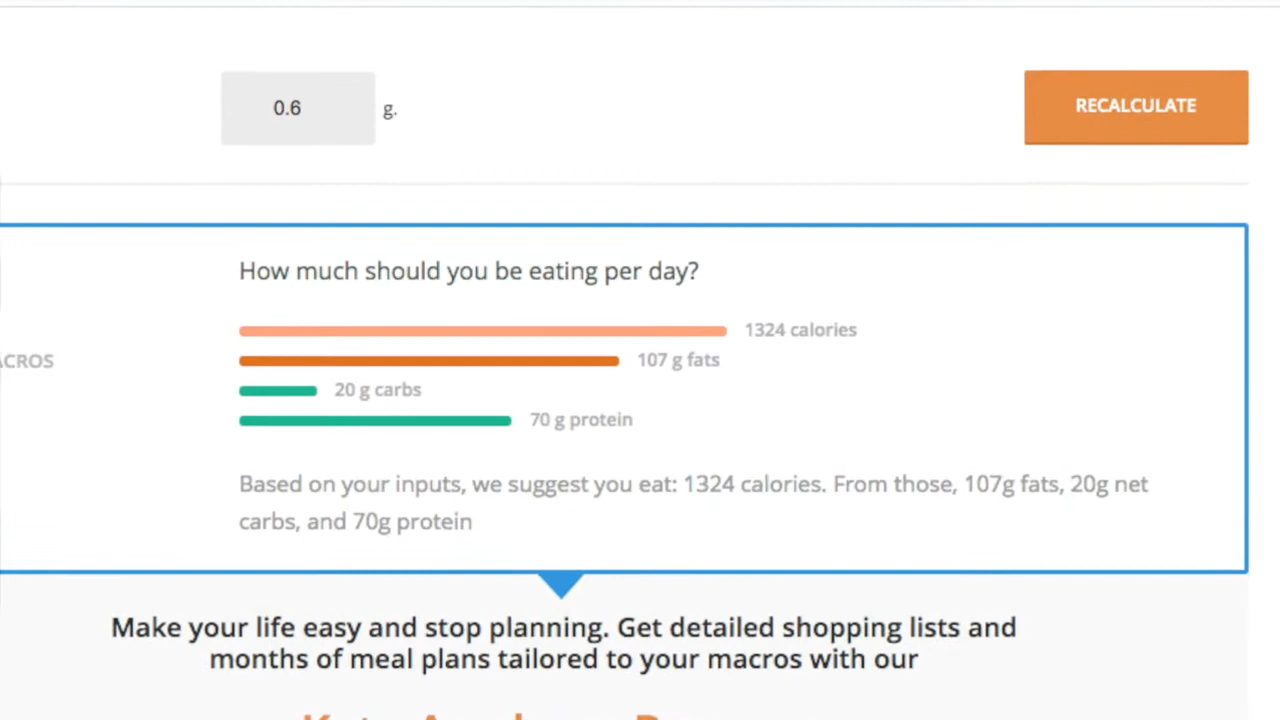 0.6 g.
RECALCULATE
How much should you be eating per day?
1324 calories
107 g fats
ACROS
20 g carbs
70 g protein
Based on your inputs, we suggest you eat: 1324 calories. From those, 107g fats, 20g net
carbs, and 70g protein
Make your life easy and stop planning. Get detailed shopping lists and
months of meal plans tailored to your macros with our